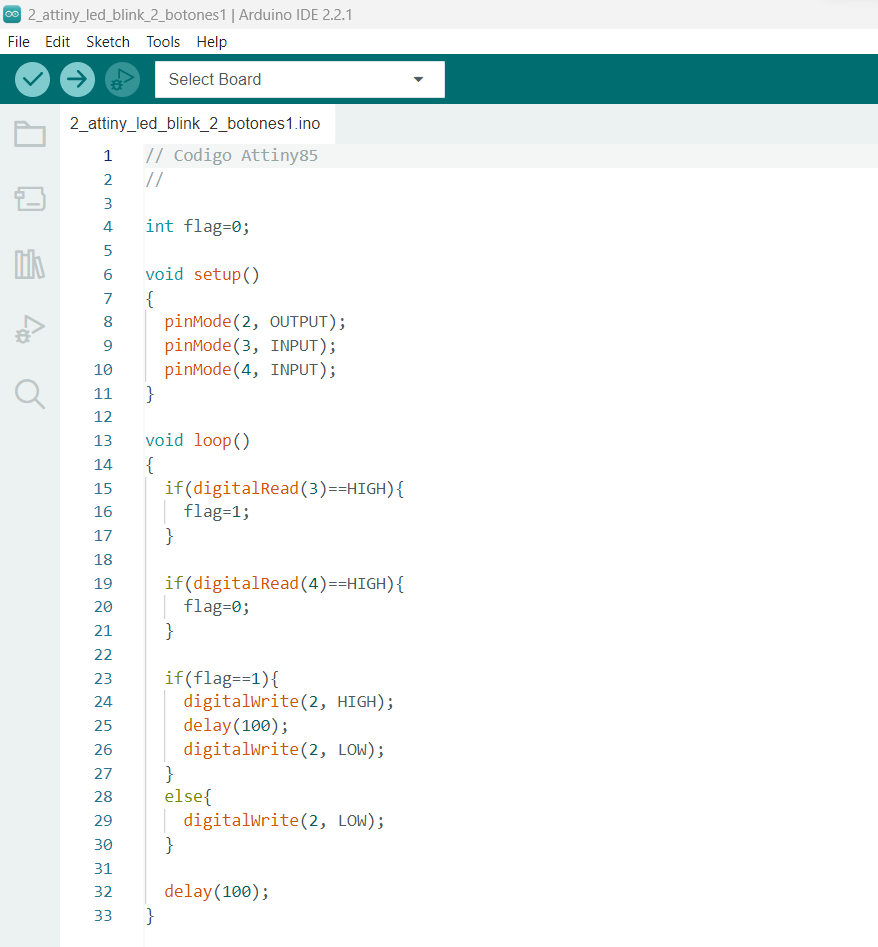 2_attiny_led_blink_2_botones1 | Arduino IDE 2.2.1
File Edit Sketch Tools Help
Select Board
2_attiny_led_blink_2_botones1.ino
1 // Codigo Attiny85
2 //
3
4 int flag=0;
5
6 void setup()
7 {
8 pinMode(2, OUTPUT);
9 pinMode(3, INPUT);
10 pinMode(4, INPUT);
11 }
12
13 void loop()
14 {
15 if(digitalRead(3)==HIGH){
16 flag=1;
17 }
18
19 if(digitalRead(4)==HIGH){
20 flag=0;
21 }
22
23 if(flag==1){
24 digitalWrite(2, HIGH);
25 delay(100);
26 digitalWrite(2, LOW);
27 }
28 else{
29 digitalWrite(2, LOW);
30 }
31
32 delay(100);
33 }